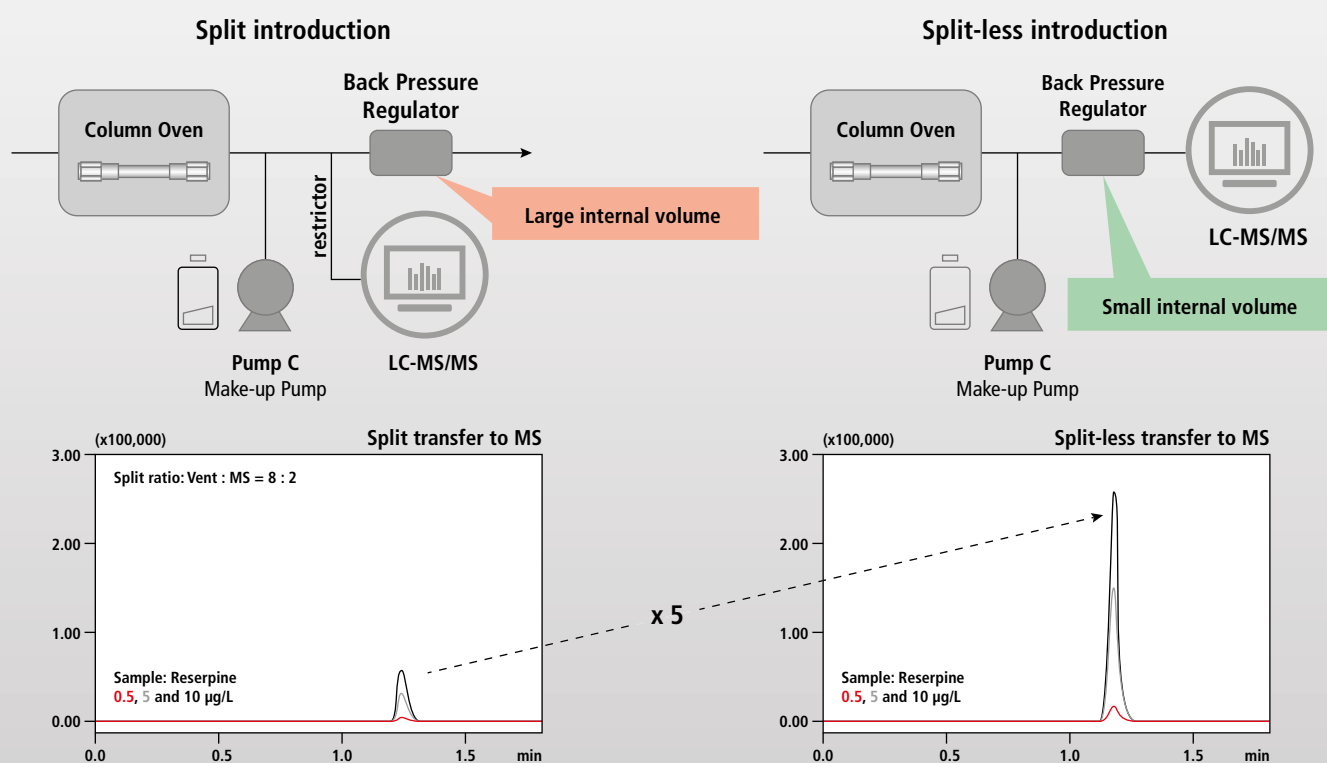 Split introduction
Back Pressure
Regulator
Column Oven
restrictor
Large internal volume
Pump C
Make-up Pump
LC-MS/MS
Split-less introduction
Back Pressure
Regulator
Column Oven
LC-MS/MS
Small internal volume
Pump C
Make-up Pump
(x100,000)
Split transfer to MS
3.00
Split ratio: Vent : MS = 8 : 2
2.00
1.00
Sample: Reserpine
0.5, 5 and 10 µg/L
0.00
0.0 0.5 1.0 1.5 min
x 5
(x100,000)
Split-less transfer to MS
3.00
2.00
1.00
Sample: Reserpine
0.5, 5 and 10 µg/L
0.00
0.0 0.5 1.0 1.5 min